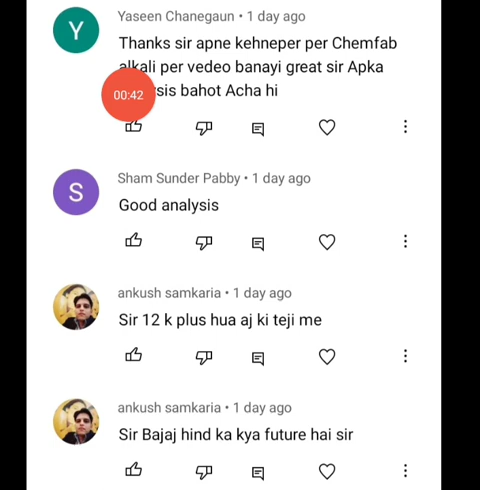 Y
Yaseen Chanegaun • 1 day ago
Thanks sir apne kehneper per Chemfab
alkali per vedeo banayi great sir Apka
00:42
bahot Acha hi
S
Sham Sunder Pabby • 1 day ago
Good analysis
ankush samkaria • 1 day ago
Sir 12 k plus hua aj ki teji me
ankush samkaria • 1 day ago
Sir Bajaj hind ka kya future hai sir